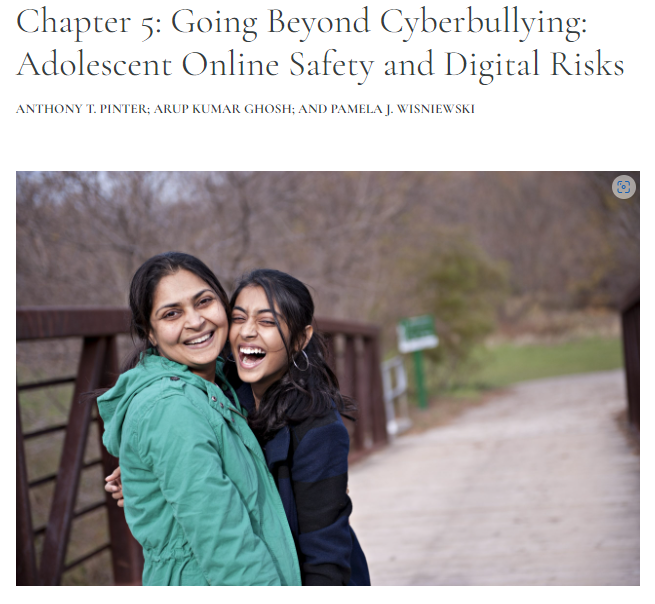 Chapter 5: Going Beyond Cyberbullying:
Adolescent Online Safety and Digital Risks
ANTHONY T. PINTER; ARUP KUMAR GHOSH; AND PAMELA J. WISNIEWSKI